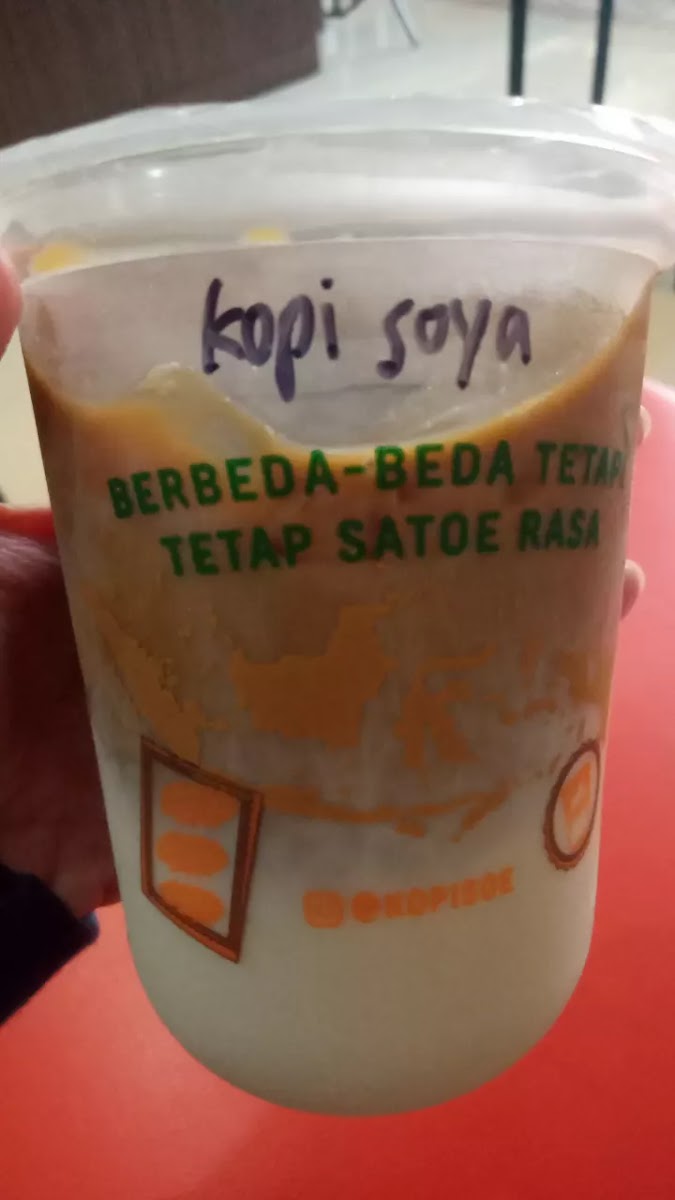 kopi soya
BERBEDA-BEDA TETAPI
TETAP SATOE RASA
@KOPISOE